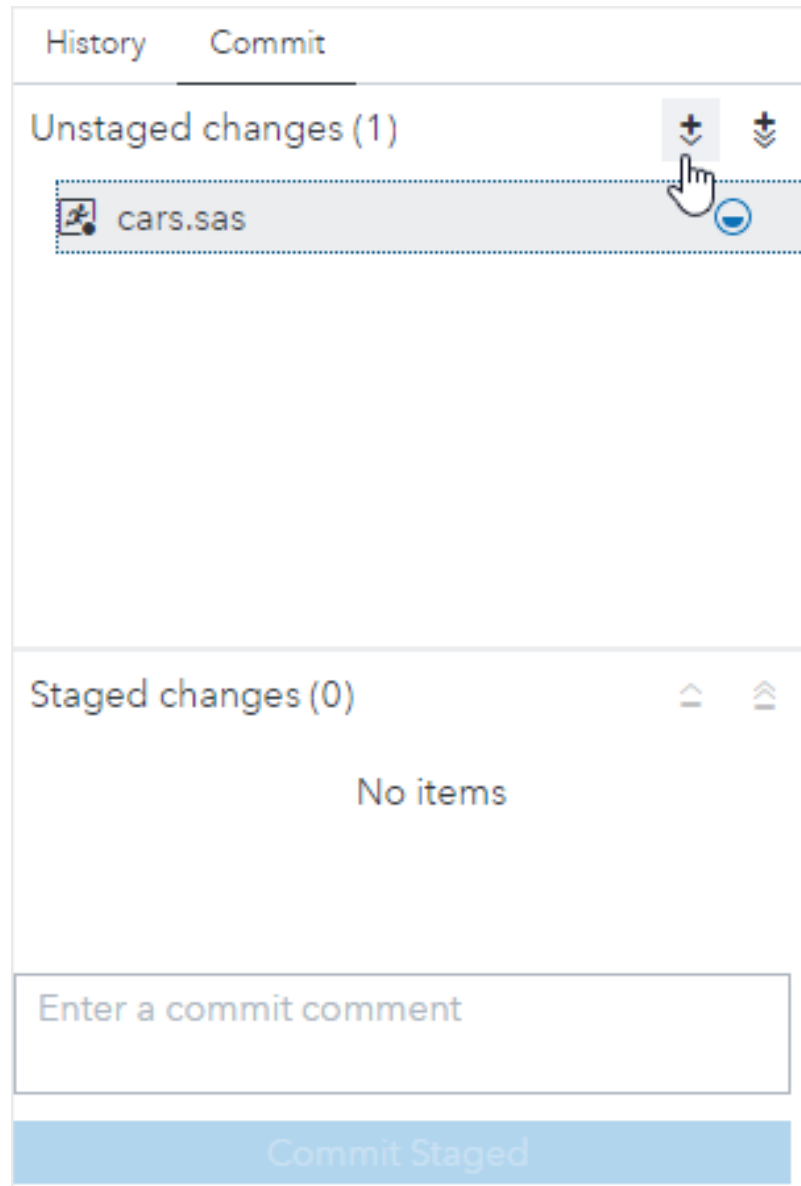 History Commit
Unstaged changes (1)
cars.sas
Staged changes (0)
No items
Enter a commit comment
Commit Staged